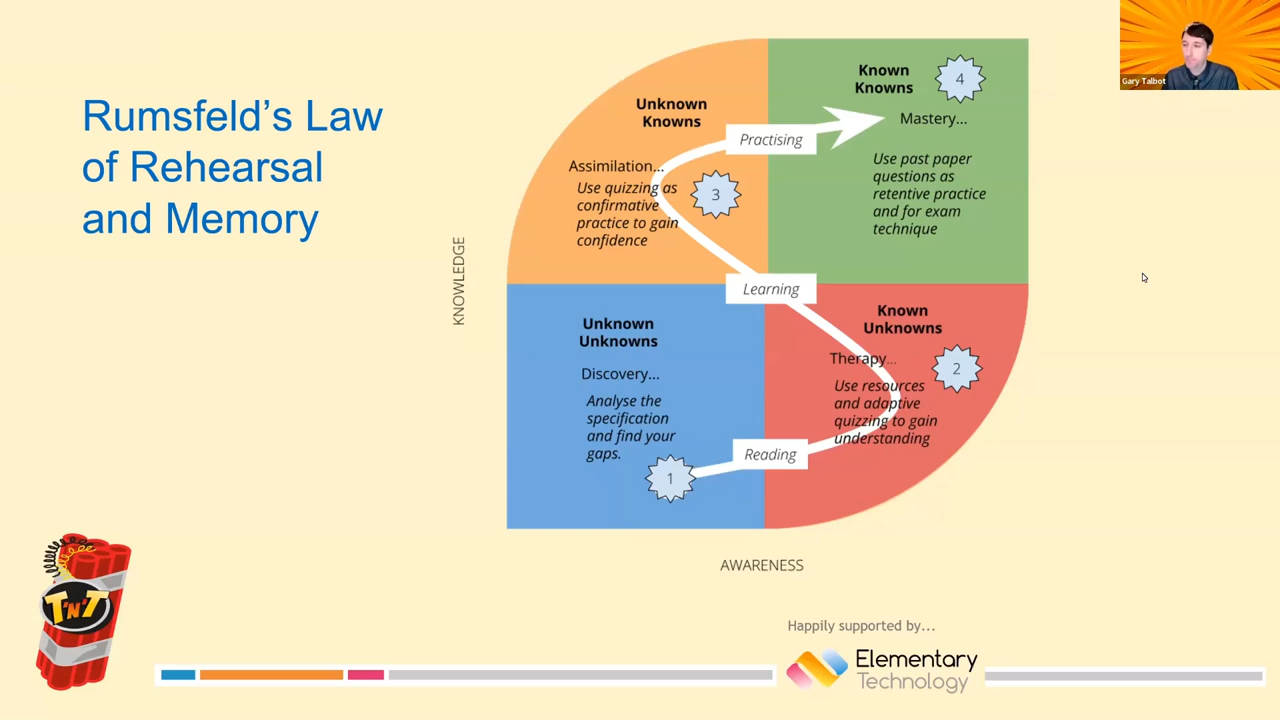 Rumsfeld's Law
of Rehearsal
and Memory
KNOWLEDGE
Unknown
Knowns
Assimilation...
Use quizzing as
confirmative
practice to gain
confidence
3
Practising
Known
Knowns
4
Mastery...
Use past paper
questions as
retentive practice
and for exam
technique
Learning
Unknown
Unknowns
Discovery...
Analyse the
specification
and find your
gaps.
1
Reading
Known
Unknowns
Therapy...
2
Use resources
and adaptive
quizzing to gain
understanding
AWARENESS
Gary Talbot
T'N'T
Happily supported by...
Elementary
Technology